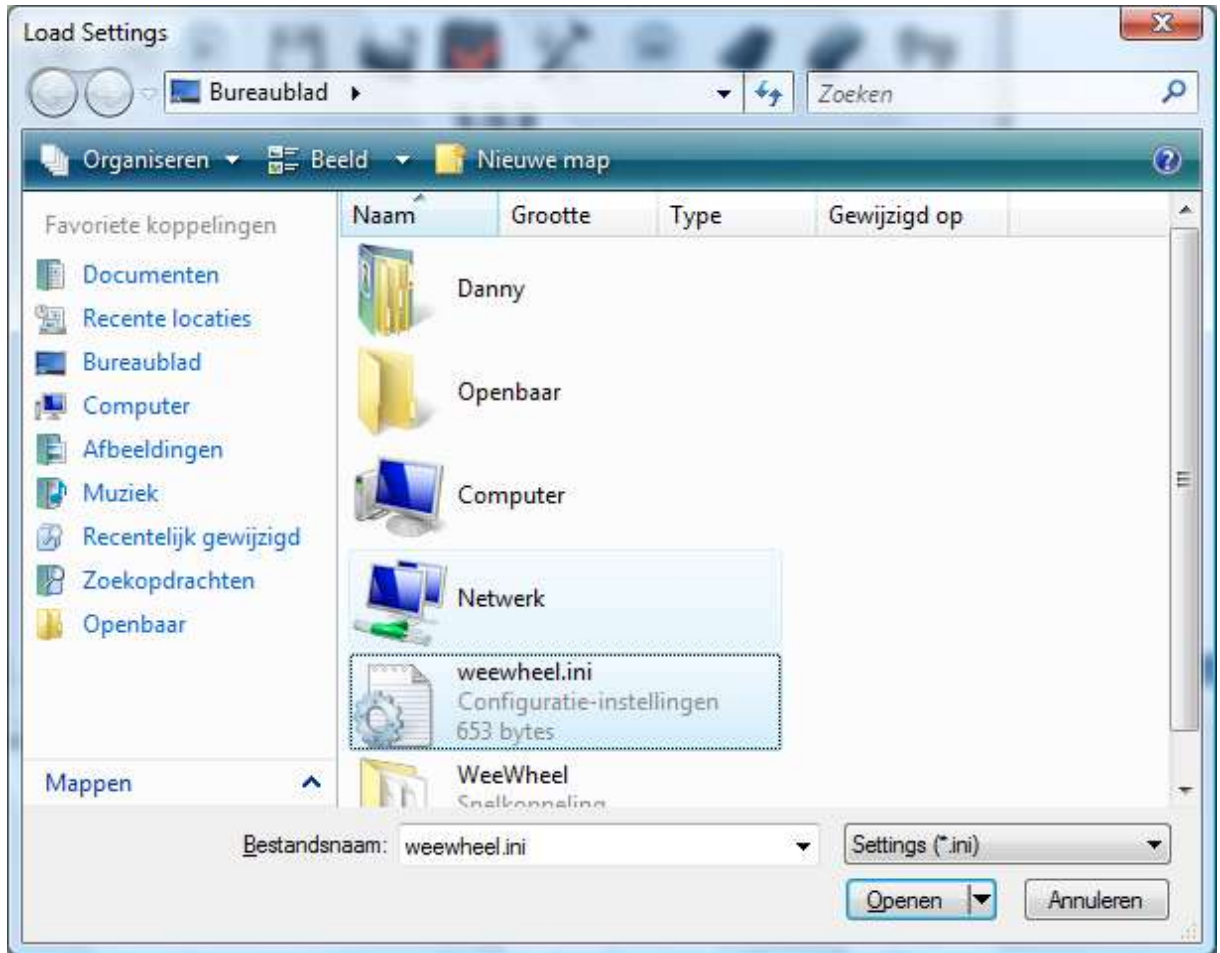 Load Settings
Bureaublad
Zoeken
Organiseren
Beeld
Nieuwe map
Favoriete koppelingen
Documenten
Recente locaties
Bureaublad
Computer
Afbeeldingen
Muziek
Recentelijk gewijzigd
Zoekopdrachten
Openbaar
Mappen
Naam Grootte Type Gewijzigd op
Danny
Openbaar
Computer
Netwerk
weewheel.ini
Configuratie-instellingen
653 bytes
WeeWheel
Snelkoppeling
Bestandsnaam: weewheel.ini
Settings (*.ini)
Openen Annuleren